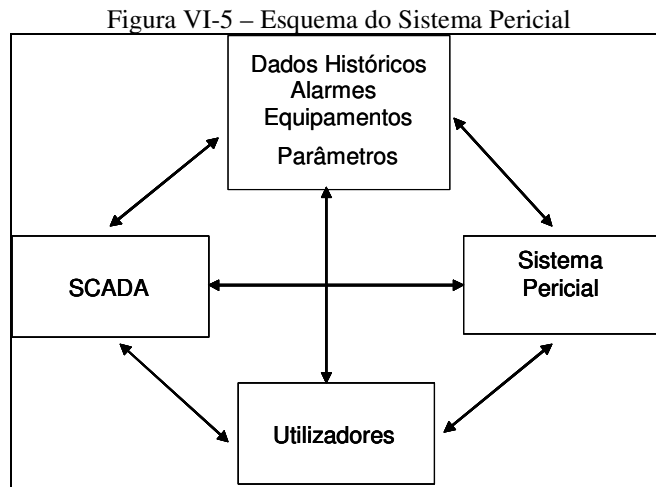 Figura VI-5 – Esquema do Sistema Pericial
Dados Históricos
Alarmes
Equipamentos
Parâmetros
SCADA
Sistema
Pericial
Utilizadores